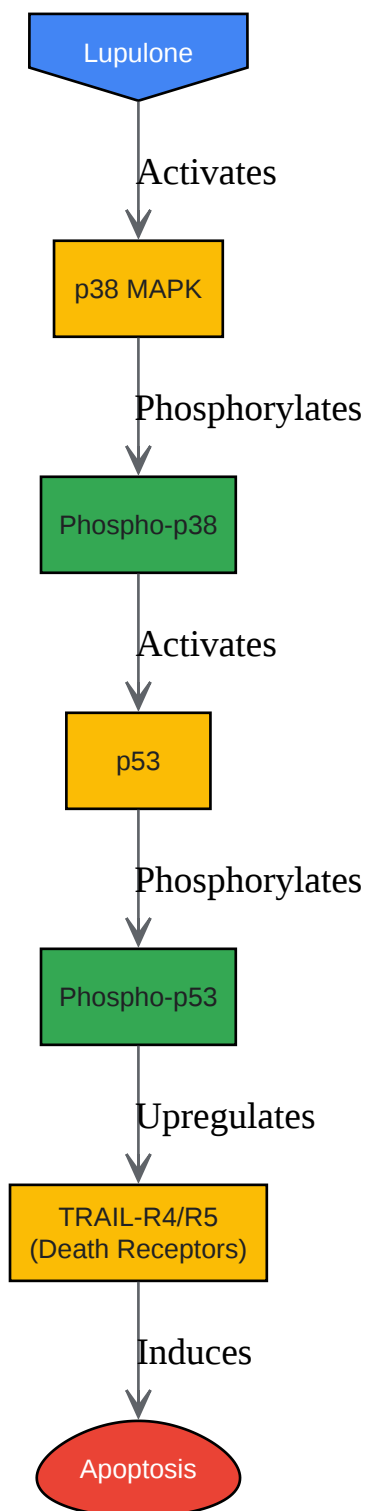 Lupulone
Activates
p38 MAPK
Phosphorylates
Phospho-p38
Activates
p53
Phosphorylates
Phospho-p53
Upregulates
TRAIL-R4/R5
(Death Receptors)
Induces
Apoptosis